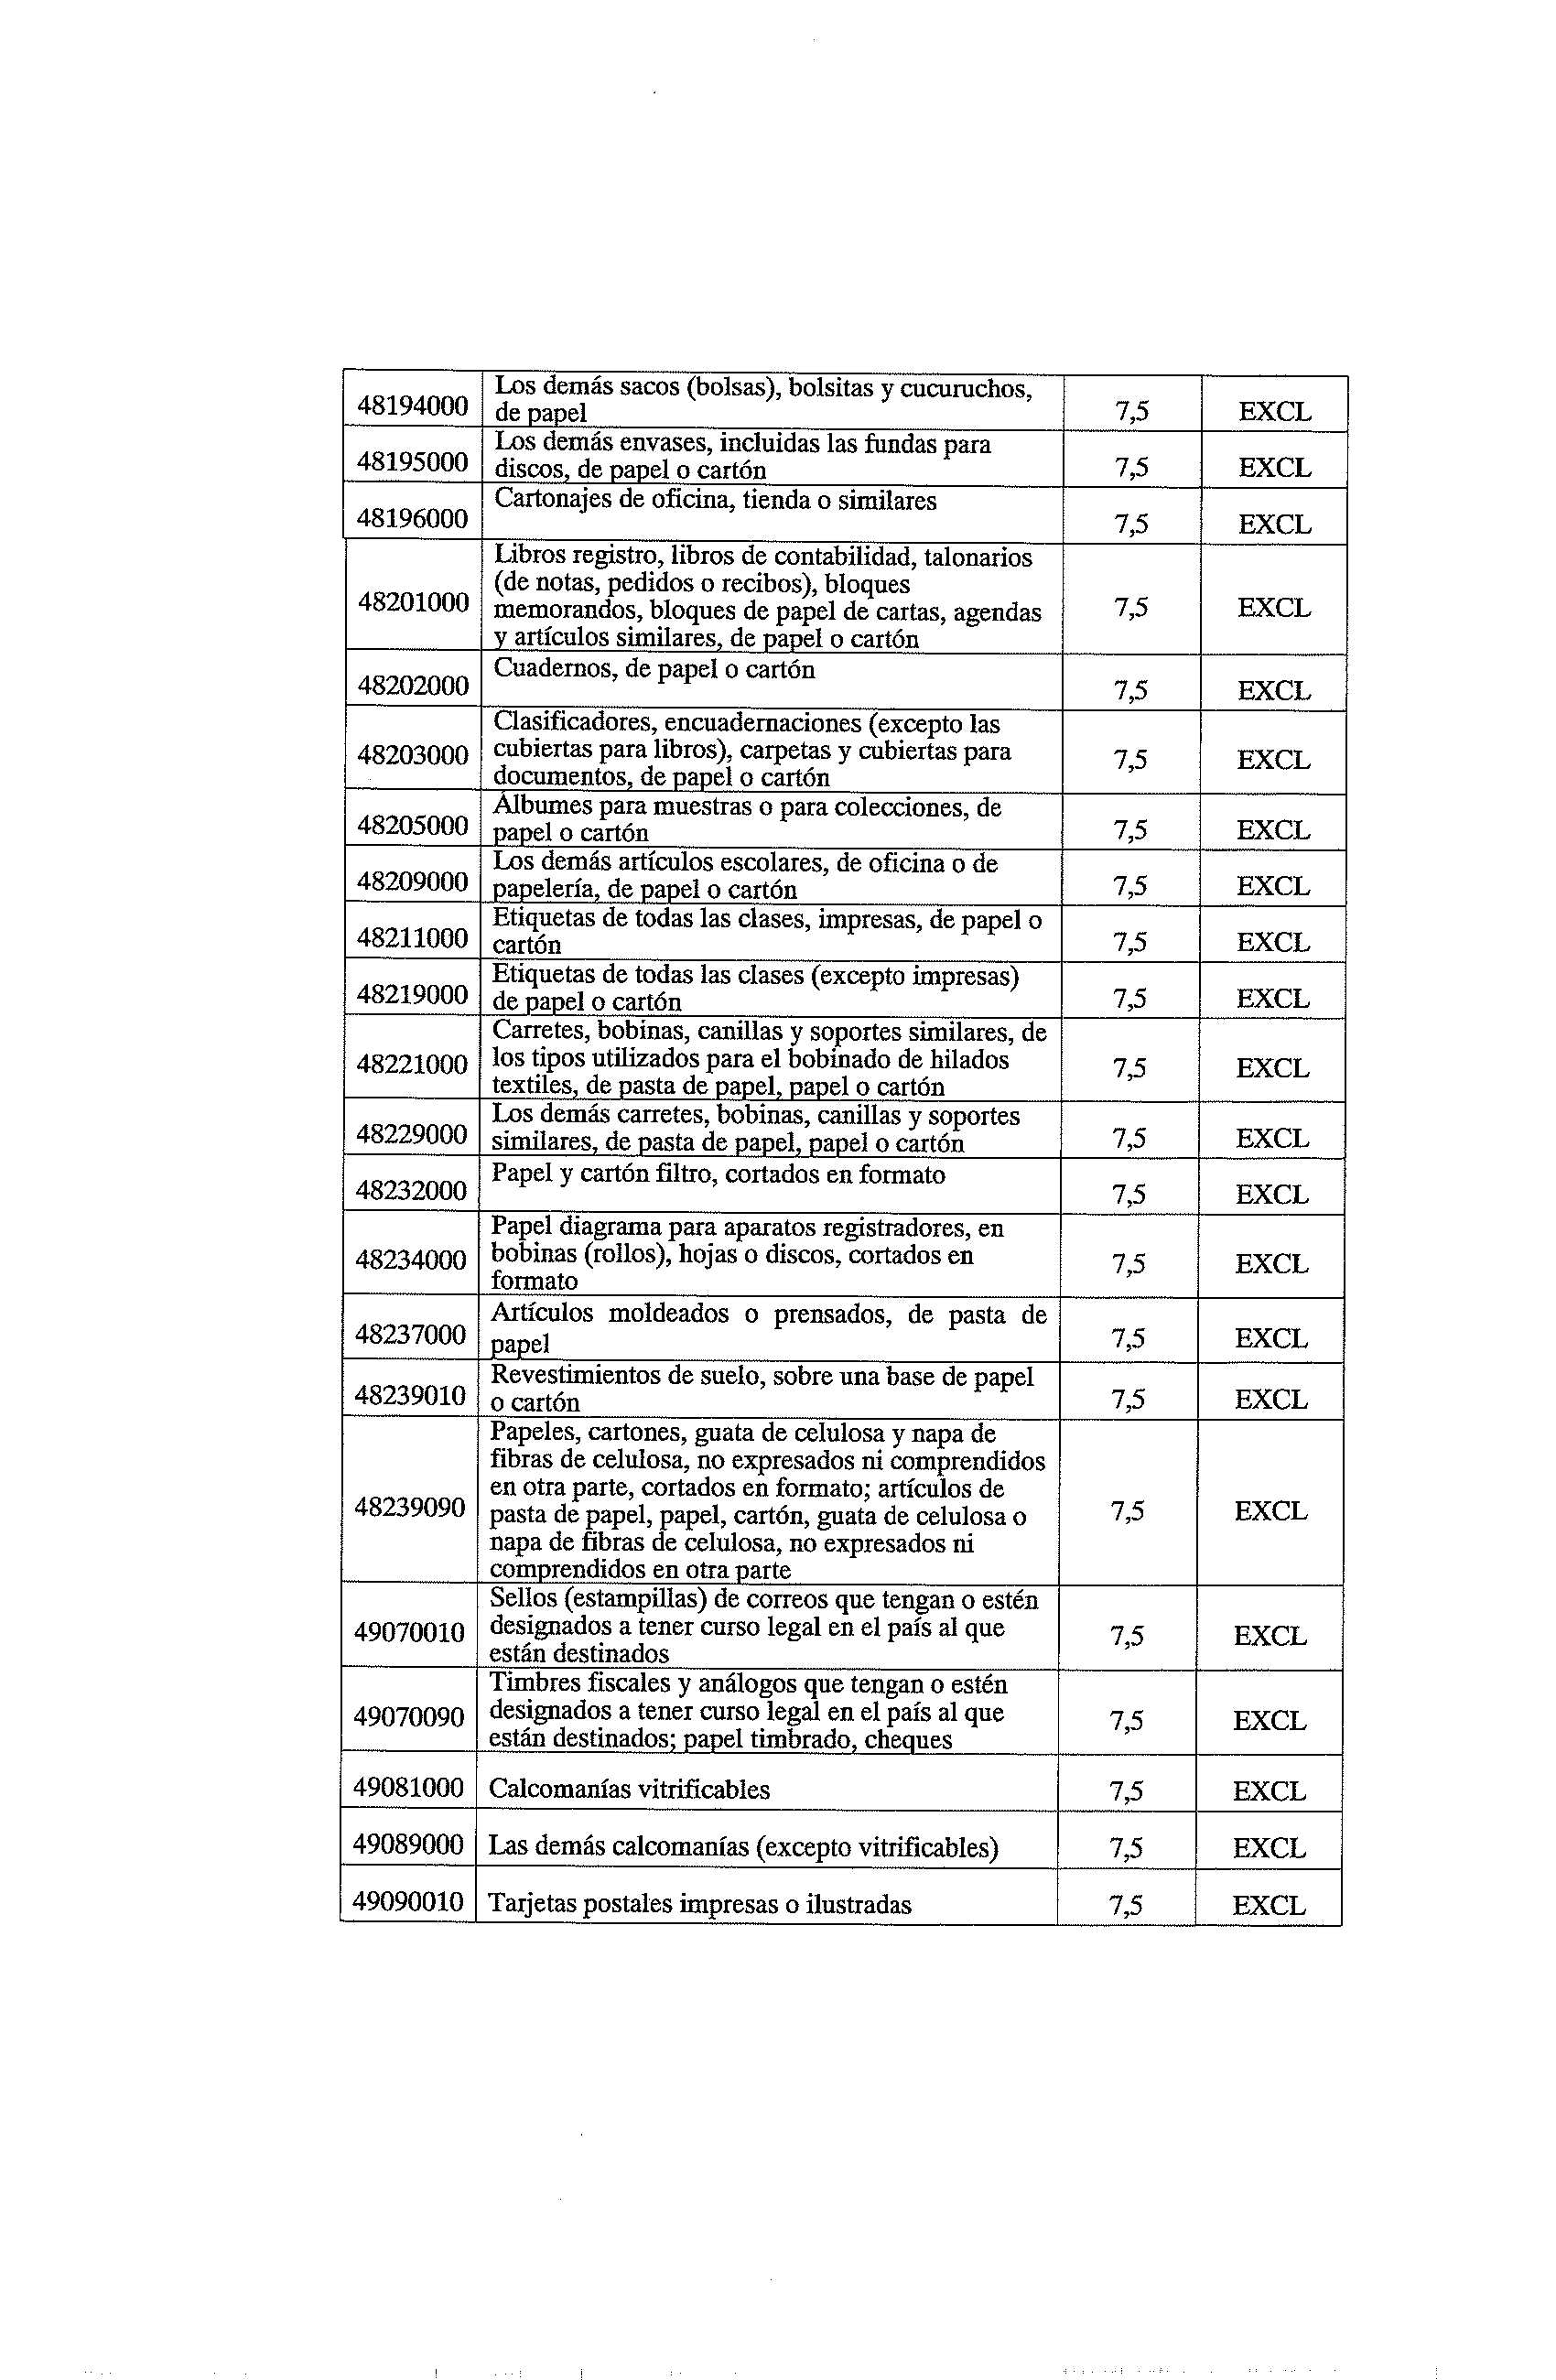 48194000 Los demás sacos (bolsas), bolsitas y cucuruchos, 7,5 EXCL
de papel
48195000 Los demás envases, incluidas las fundas para 7,5 EXCL
discos, de papel o cartón
48196000 Cartonajes de oficina, tienda o similares 7,5 EXCL
48201000 Libros registro, libros de contabilidad, talonarios 7,5 EXCL
(de notas, pedidos o recibos), bloques
memorandos, bloques de papel de cartas, agendas
y artículos similares, de papel o cartón
48202000 Cuadernos, de papel o cartón 7,5 EXCL
48203000 Clasificadores, encuadernaciones (excepto las 7,5 EXCL
cubiertas para libros), carpetas y cubiertas para
documentos, de papel o cartón
48205000 Álbumes para muestras o para colecciones, de 7,5 EXCL
papel o cartón
48209000 Los demás artículos escolares, de oficina o de 7,5 EXCL
papelería, de papel o cartón
48211000 Etiquetas de todas las clases, impresas, de papel o 7,5 EXCL
cartón
48219000 Etiquetas de todas las clases (excepto impresas) 7,5 EXCL
de papel o cartón
48221000 Carretes, bobinas, canillas y soportes similares, de 7,5 EXCL
los tipos utilizados para el bobinado de hilados
textiles, de pasta de papel, papel o cartón
48229000 Los demás carretes, bobinas, canillas y soportes 7,5 EXCL
similares, de pasta de papel, papel o cartón
48232000 Papel y cartón filtro, cortados en formato 7,5 EXCL
48234000 Papel diagrama para aparatos registradores, en 7,5 EXCL
bobinas (rollos), hojas o discos, cortados en
formato
48237000 Artículos moldeados o prensados, de pasta de 7,5 EXCL
papel
48239010 Revestimientos de suelo, sobre una base de papel 7,5 EXCL
o cartón
48239090 Papeles, cartones, guata de celulosa y napa de 7,5 EXCL
fibras de celulosa, no expresados ni comprendidos
en otra parte, cortados en formato; artículos de
pasta de papel, papel, cartón, guata de celulosa o
napa de fibras de celulosa, no expresados ni
comprendidos en otra parte
49070010 Sellos (estampillas) de correos que tengan o estén 7,5 EXCL
designados a tener curso legal en el país al que
están destinados
49070090 Timbres fiscales y análogos que tengan o estén 7,5 EXCL
designados a tener curso legal en el país al que
están destinados; papel timbrado, cheques
49081000 Calcomanías vitrificables 7,5 EXCL
49089000 Las demás calcomanías (excepto vitrificables) 7,5 EXCL
49090010 Tarjetas postales impresas o ilustradas 7,5 EXCL